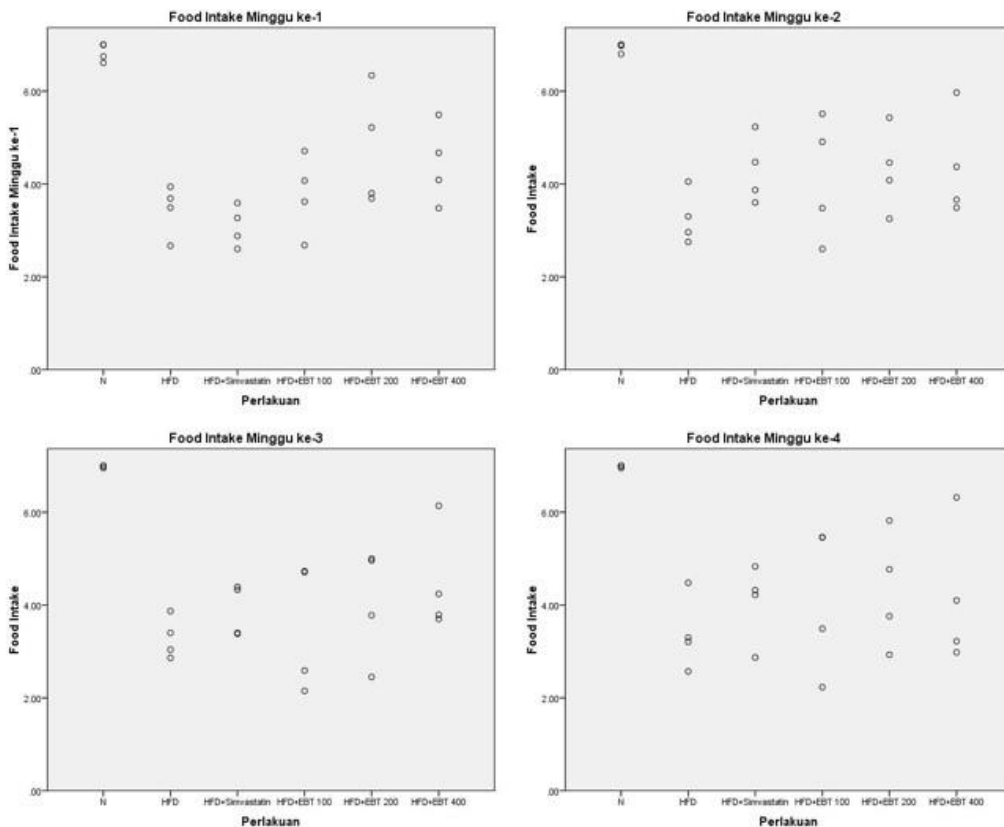 Food Intake Minggu ke-1
Food Intake Minggu ke-1
6.00
4.00
2.00
.00
N HFD HFD+Simvastatin HFD+EBT 100 HFD+EBT 200 HFD+EBT 400
Perlakuan
Food Intake Minggu ke-2
Food Intake
6.00
4.00
2.00
.00
N HFD HFD+Simvastatin HFD+EBT 100 HFD+EBT 200 HFD+EBT 400
Perlakuan
Food Intake Minggu ke-3
Food Intake
6.00
4.00
2.00
.00
N HFD HFD+Simvastatin HFD+EBT 100 HFD+EBT 200 HFD+EBT 400
Perlakuan
Food Intake Minggu ke-4
Food Intake
6.00
4.00
2.00
.00
N HFD HFD+Simvastatin HFD+EBT 100 HFD+EBT 200 HFD+EBT 400
Perlakuan